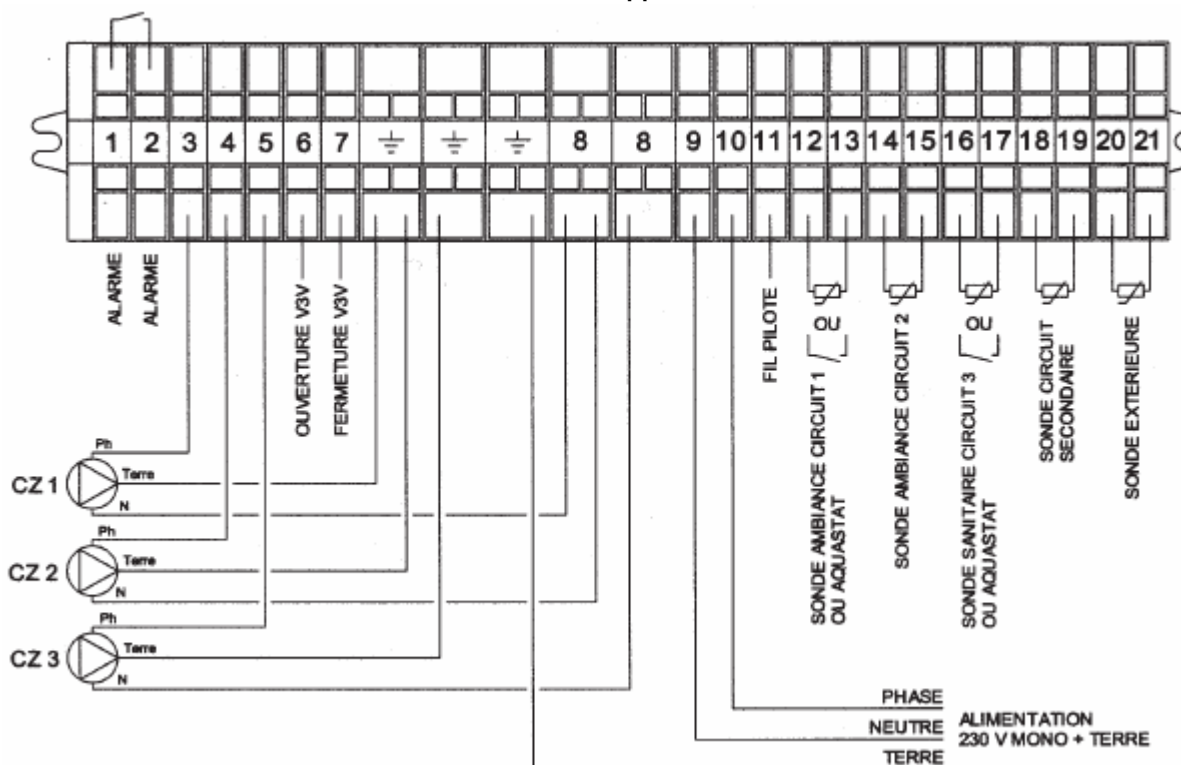 1 2 3 4 5 6 7 8 8 9 10 11 12 13 14 15 16 17 18 19 20 21
ALARME
ALARME
OUVERTURE V3V
FERMETURE V3V
FIL PILOTE
OU
SONDE AMBIANCE CIRCUIT 1
OU AQUASTAT
SONDE AMBIANCE CIRCUIT 2
OU
SONDE SANITAIRE CIRCUIT 3
OU AQUASTAT
SONDE CIRCUIT
SECONDAIRE
SONDE EXTERIEURE
Ph
CZ 1
Terre
N
Ph
CZ 2
Terre
N
Ph
CZ 3
Terre
N
PHASE
NEUTRE
TERRE
ALIMENTATION
230 V MONO + TERRE